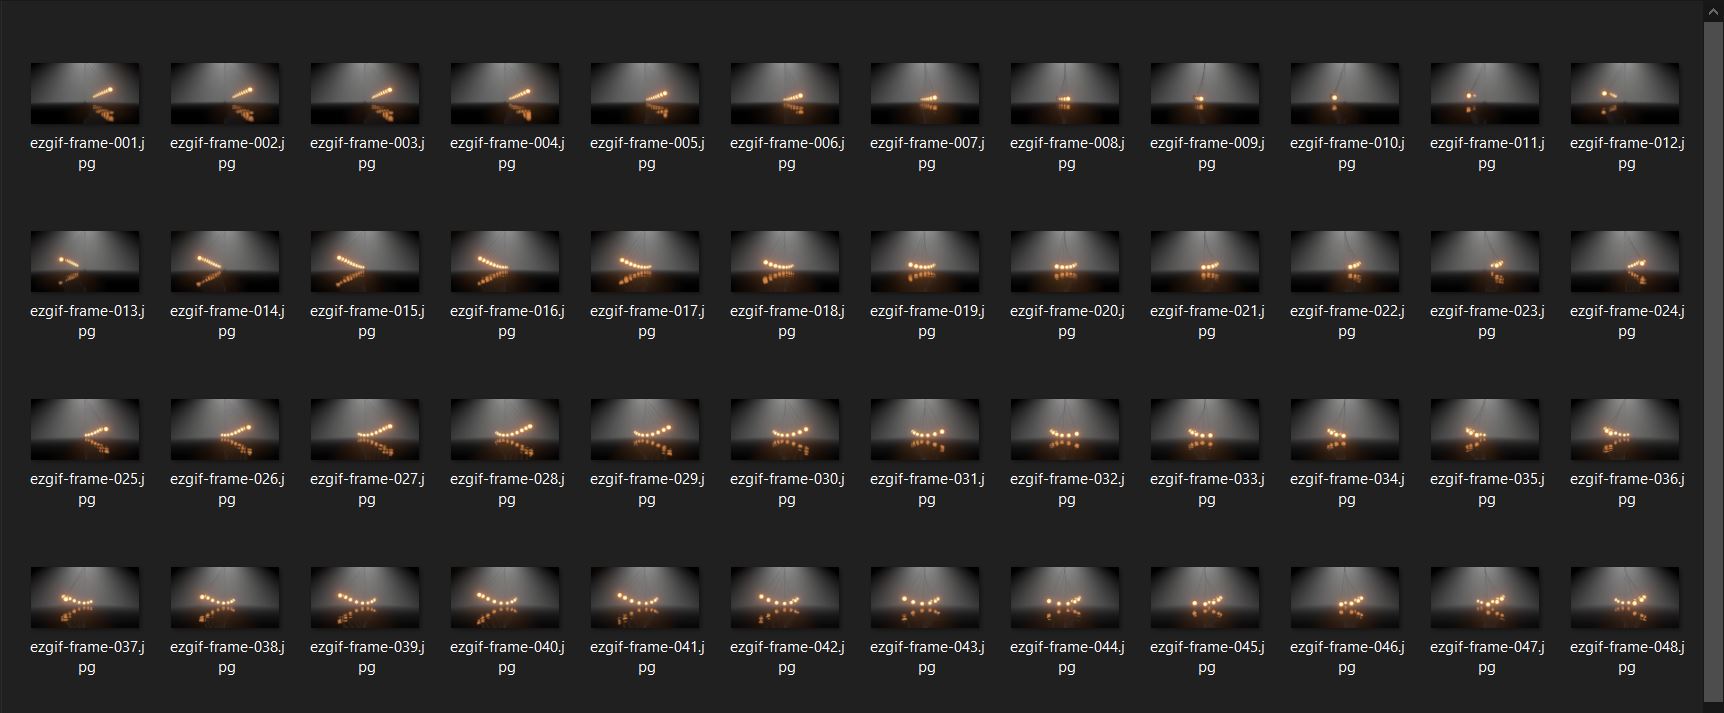 ezgif-frame-001.j ezgif-frame-002.j ezgif-frame-003.j ezgif-frame-004.j ezgif-frame-005.j ezgif-frame-006.j ezgif-frame-007.j ezgif-frame-008.j ezgif-frame-009.j ezgif-frame-010.j ezgif-frame-011.j ezgif-frame-012.j
pg pg pg pg pg pg pg pg pg pg pg pg
ezgif-frame-013.j ezgif-frame-014.j ezgif-frame-015.j ezgif-frame-016.j ezgif-frame-017.j ezgif-frame-018.j ezgif-frame-019.j ezgif-frame-020.j ezgif-frame-021.j ezgif-frame-022.j ezgif-frame-023.j ezgif-frame-024.j
pg pg pg pg pg pg pg pg pg pg pg pg
ezgif-frame-025.j ezgif-frame-026.j ezgif-frame-027.j ezgif-frame-028.j ezgif-frame-029.j ezgif-frame-030.j ezgif-frame-031.j ezgif-frame-032.j ezgif-frame-033.j ezgif-frame-034.j ezgif-frame-035.j ezgif-frame-036.j
pg pg pg pg pg pg pg pg pg pg pg pg
ezgif-frame-037.j ezgif-frame-038.j ezgif-frame-039.j ezgif-frame-040.j ezgif-frame-041.j ezgif-frame-042.j ezgif-frame-043.j ezgif-frame-044.j ezgif-frame-045.j ezgif-frame-046.j ezgif-frame-047.j ezgif-frame-048.j
pg pg pg pg pg pg pg pg pg pg pg pg